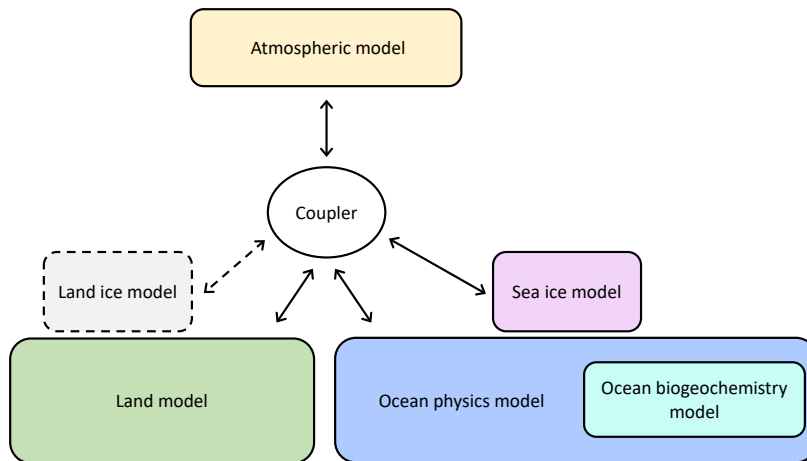 Atmospheric model
Coupler
Land ice model
Sea ice model
Land model
Ocean physics model
Ocean biogeochemistry
model